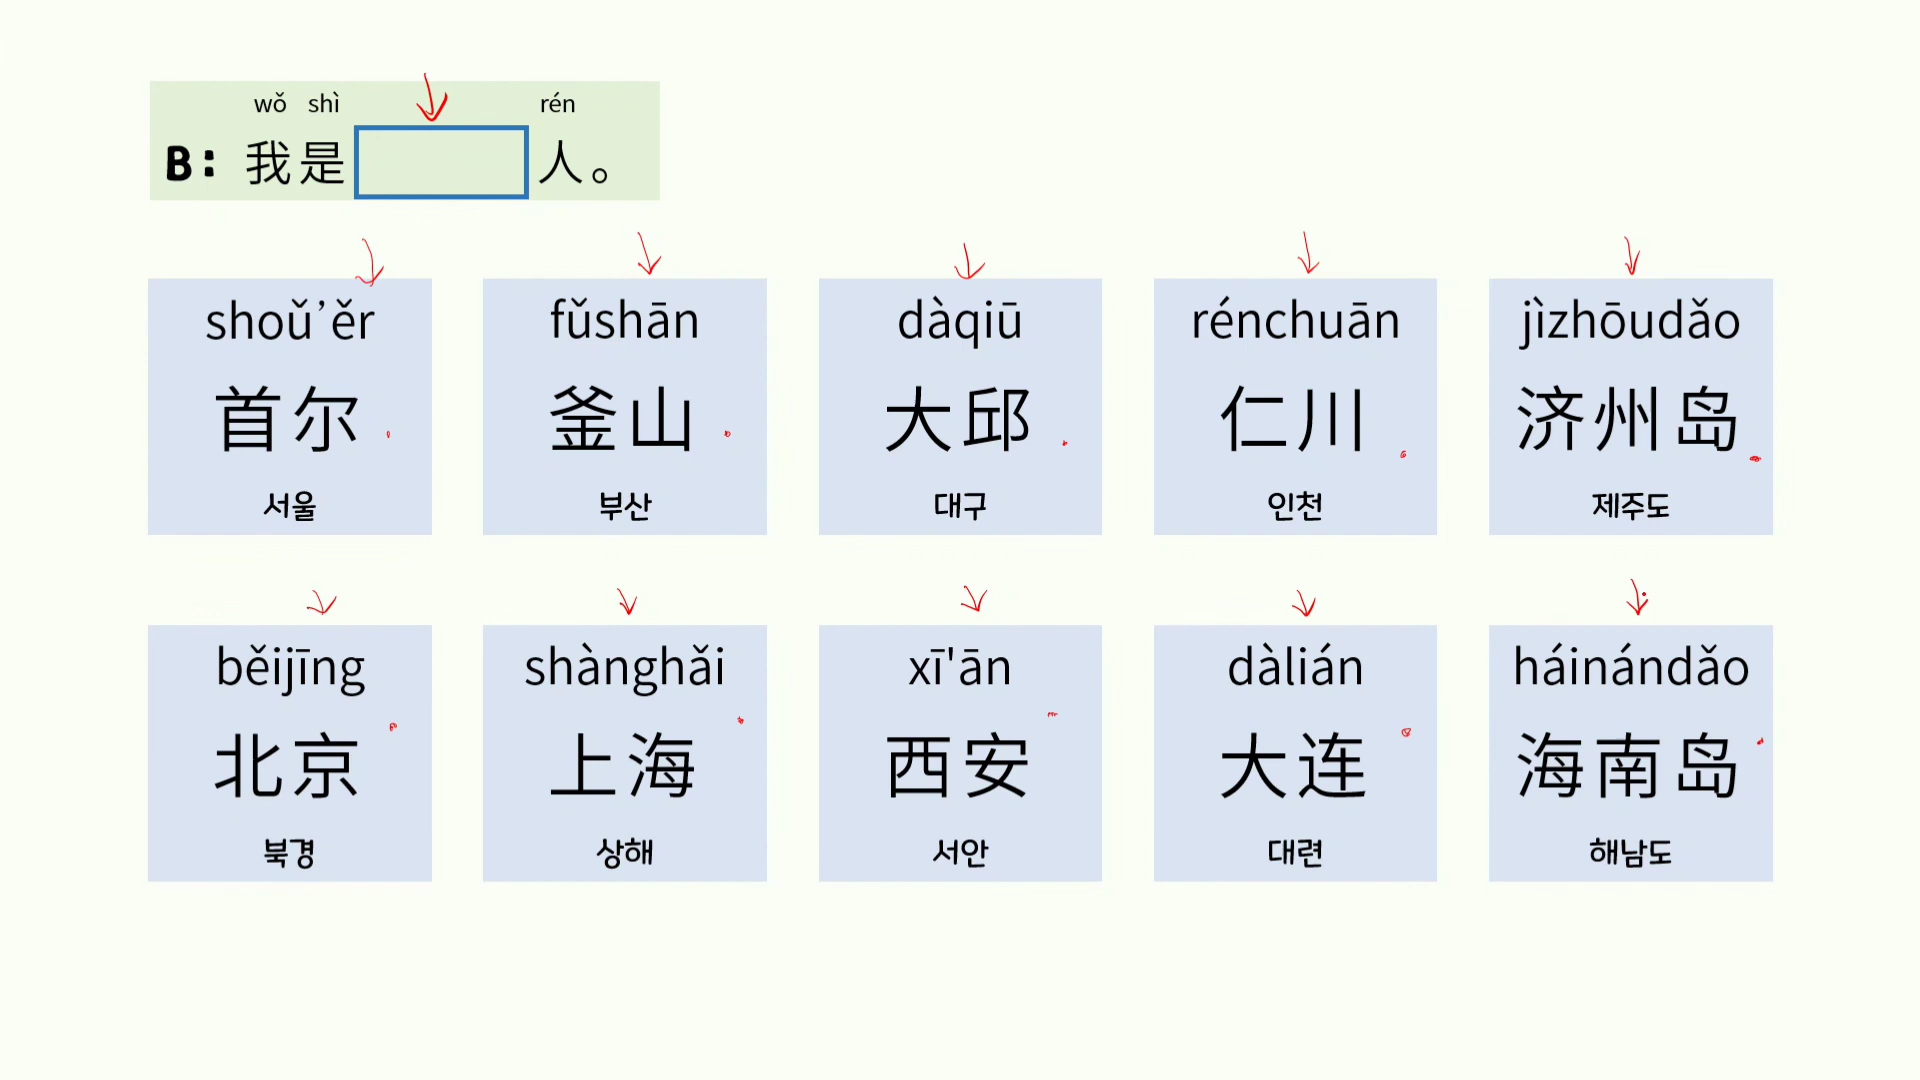 wǒ shì rén
B: 我是 人。
shoǔ’ěr fǔshān dàqiū rénchuān jìzhōudǎo
首尔 釜山 大邱 仁川 济州岛
서울 부산 대구 인천 제주도
běijīng shànghǎi xī'ān dàlián háinándǎo
北京 上海 西安 大连 海南岛
북경 상해 서안 대련 해남도